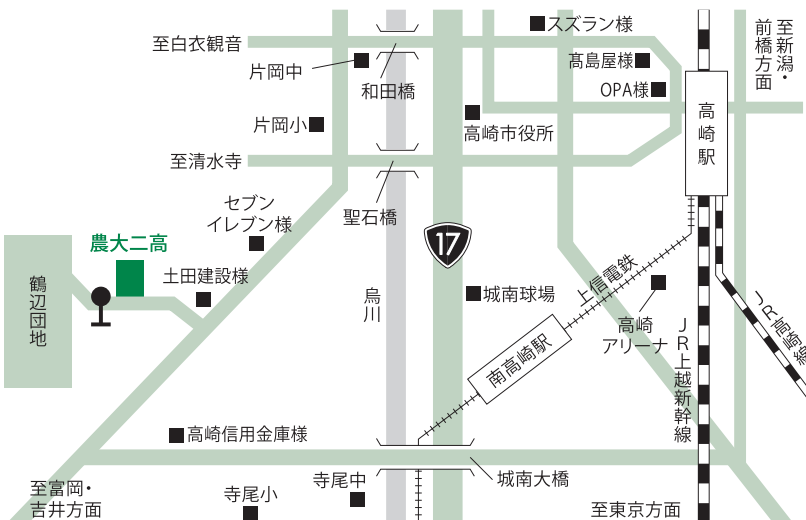 スズラン様
至新潟・
前橋方面
至白衣観音
片岡中
髙島屋様
和田橋
OPA様
高崎駅
片岡小
高崎市役所
至清水寺
セブン
イレブン様
聖石橋
農大二高
17
土田建設様
上信電鉄
鶴辺団地
烏川
城南球場
高崎
アリーナ
JR高崎線
JR上越新幹線
南高崎駅
高崎信用金庫様
城南大橋
寺尾中
至富岡・
吉井方面
寺尾小
至東京方面